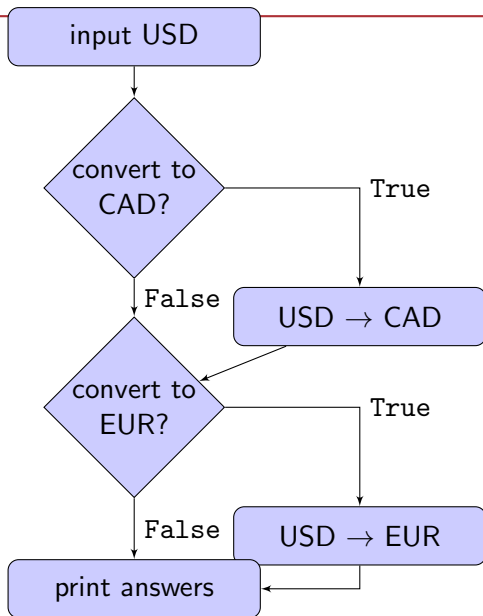 input USD
convert to
CAD?
True
False
USD → CAD
convert to
EUR?
True
False
USD → EUR
print answers